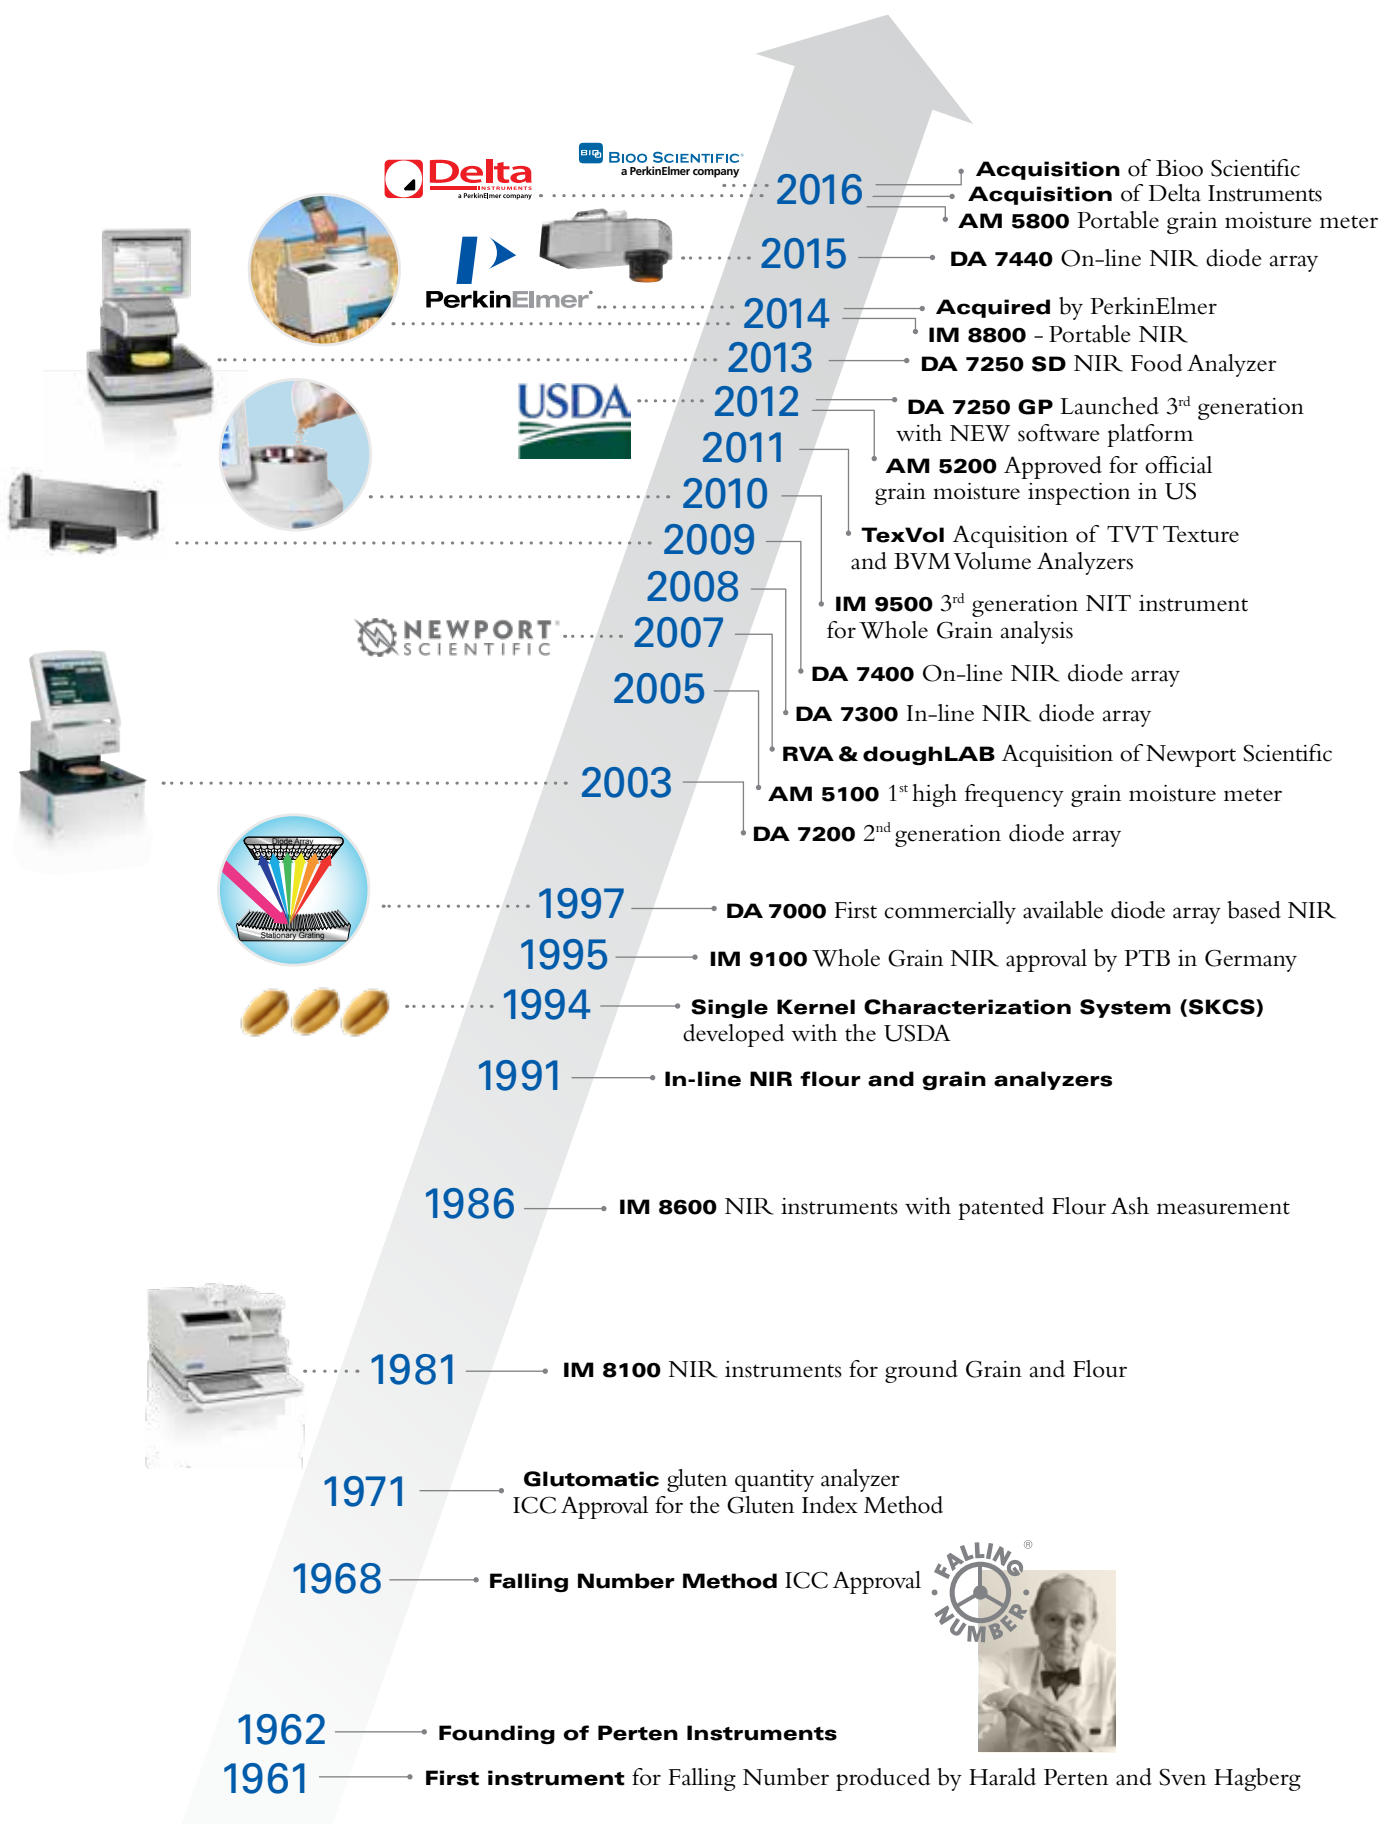 BIOO
BIOO SCIENTIFIC®
a PerkinElmer company
Delta
INSTRUMENTS
a PerkinElmer company
2016
Acquisition of Bioo Scientific
Acquisition of Delta Instruments
AM 5800 Portable grain moisture meter
2015
DA 7440 On-line NIR diode array
PerkinElmer®
2014
Acquired by PerkinElmer
IM 8800 - Portable NIR
2013
DA 7250 SD NIR Food Analyzer
USDA
2012
DA 7250 GP Launched 3rd generation
with NEW software platform
AM 5200 Approved for official
grain moisture inspection in US
2011
TexVol Acquisition of TVT Texture
and BVM Volume Analyzers
2010
IM 9500 3rd generation NIT instrument
for Whole Grain analysis
2009
DA 7400 On-line NIR diode array
2008
DA 7300 In-line NIR diode array
NEWPORT®
SCIENTIFIC
2007
RVA & doughLAB Acquisition of Newport Scientific
2005
AM 5100 1st high frequency grain moisture meter
2003
DA 7200 2nd generation diode array
Diode Array
Stationary Grating
1997
DA 7000 First commercially available diode array based NIR
1995
IM 9100 Whole Grain NIR approval by PTB in Germany
1994
Single Kernel Characterization System (SKCS)
developed with the USDA
1991
In-line NIR flour and grain analyzers
1986
IM 8600 NIR instruments with patented Flour Ash measurement
1981
IM 8100 NIR instruments for ground Grain and Flour
1971
Glutomatic gluten quantity analyzer
ICC Approval for the Gluten Index Method
1968
Falling Number Method ICC Approval
FALLING®
NUMBER
1962
Founding of Perten Instruments
1961
First instrument for Falling Number produced by Harald Perten and Sven Hagberg